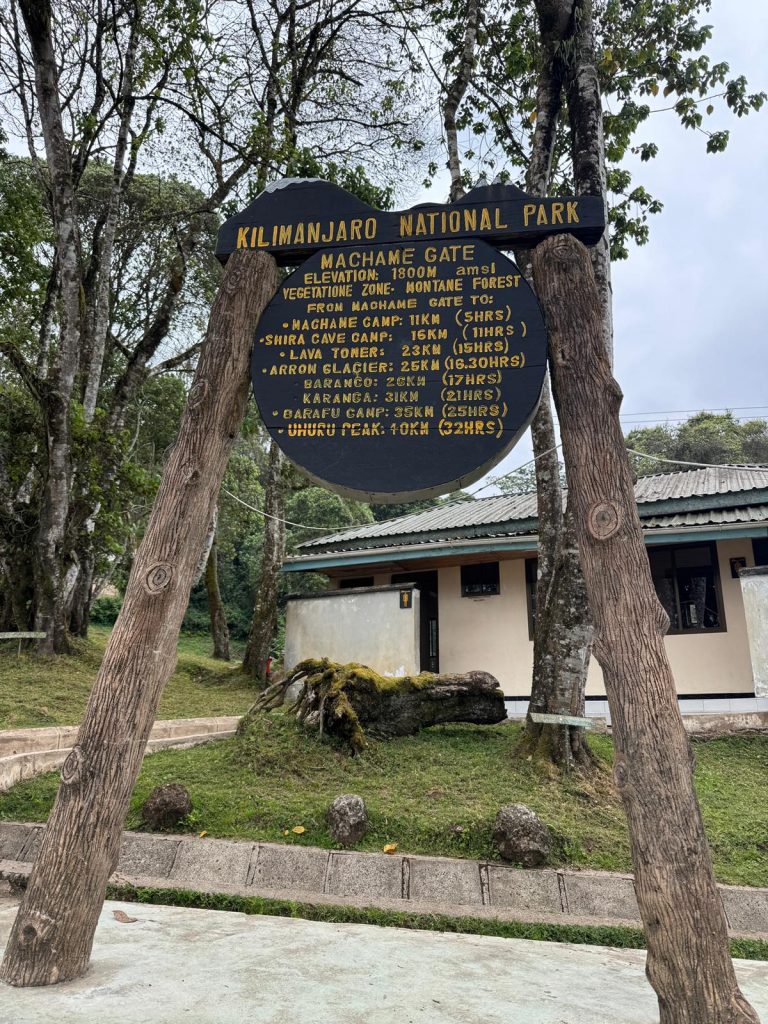 KILIMANJARO NATIONAL PARK
MACHAME GATE
ELEVATION: 1800M amsl
VEGETATIONE ZONE- MONTANE FOREST
FROM MACHAME GATE TO:
• MACHAME CAMP: 11KM (5HRS)
• SHIRA CAVE CAMP: 16KM (11HRS)
• LAVA TOWER: 23KM (15HRS)
• ARROW GLACIER: 25KM (16.30HRS)
• BARANCO: 26KM (17HRS)
KARANGA: 31KM (21HRS)
• BARAFU CAMP: 35KM (25HRS)
• UHURU PEAK: 40KM (32HRS)